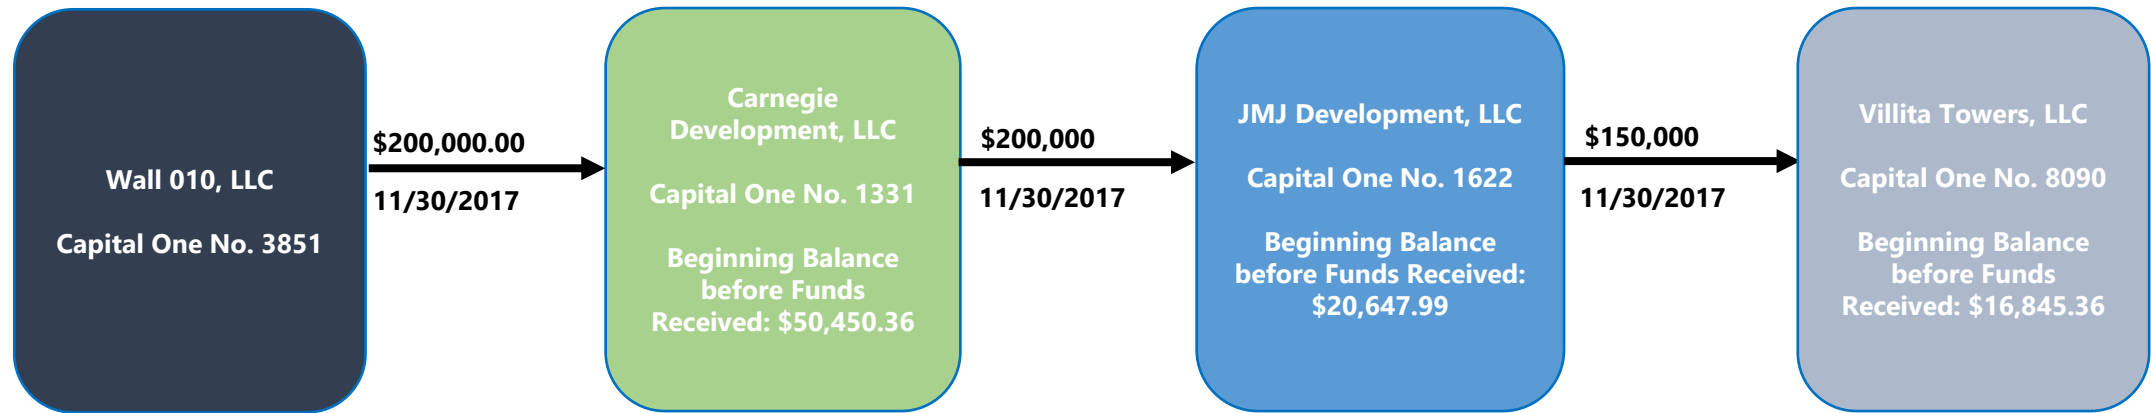 Wall 010, LLC
Capital One No. 3851
$200,000.00
11/30/2017
Carnegie
Development, LLC
Capital One No. 1331
Beginning Balance
before Funds
Received: $50,450.36
$200,000
11/30/2017
JMJ Development, LLC
Capital One No. 1622
Beginning Balance
before Funds Received:
$20,647.99
$150,000
11/30/2017
Villita Towers, LLC
Capital One No. 8090
Beginning Balance
before Funds
Received: $16,845.36